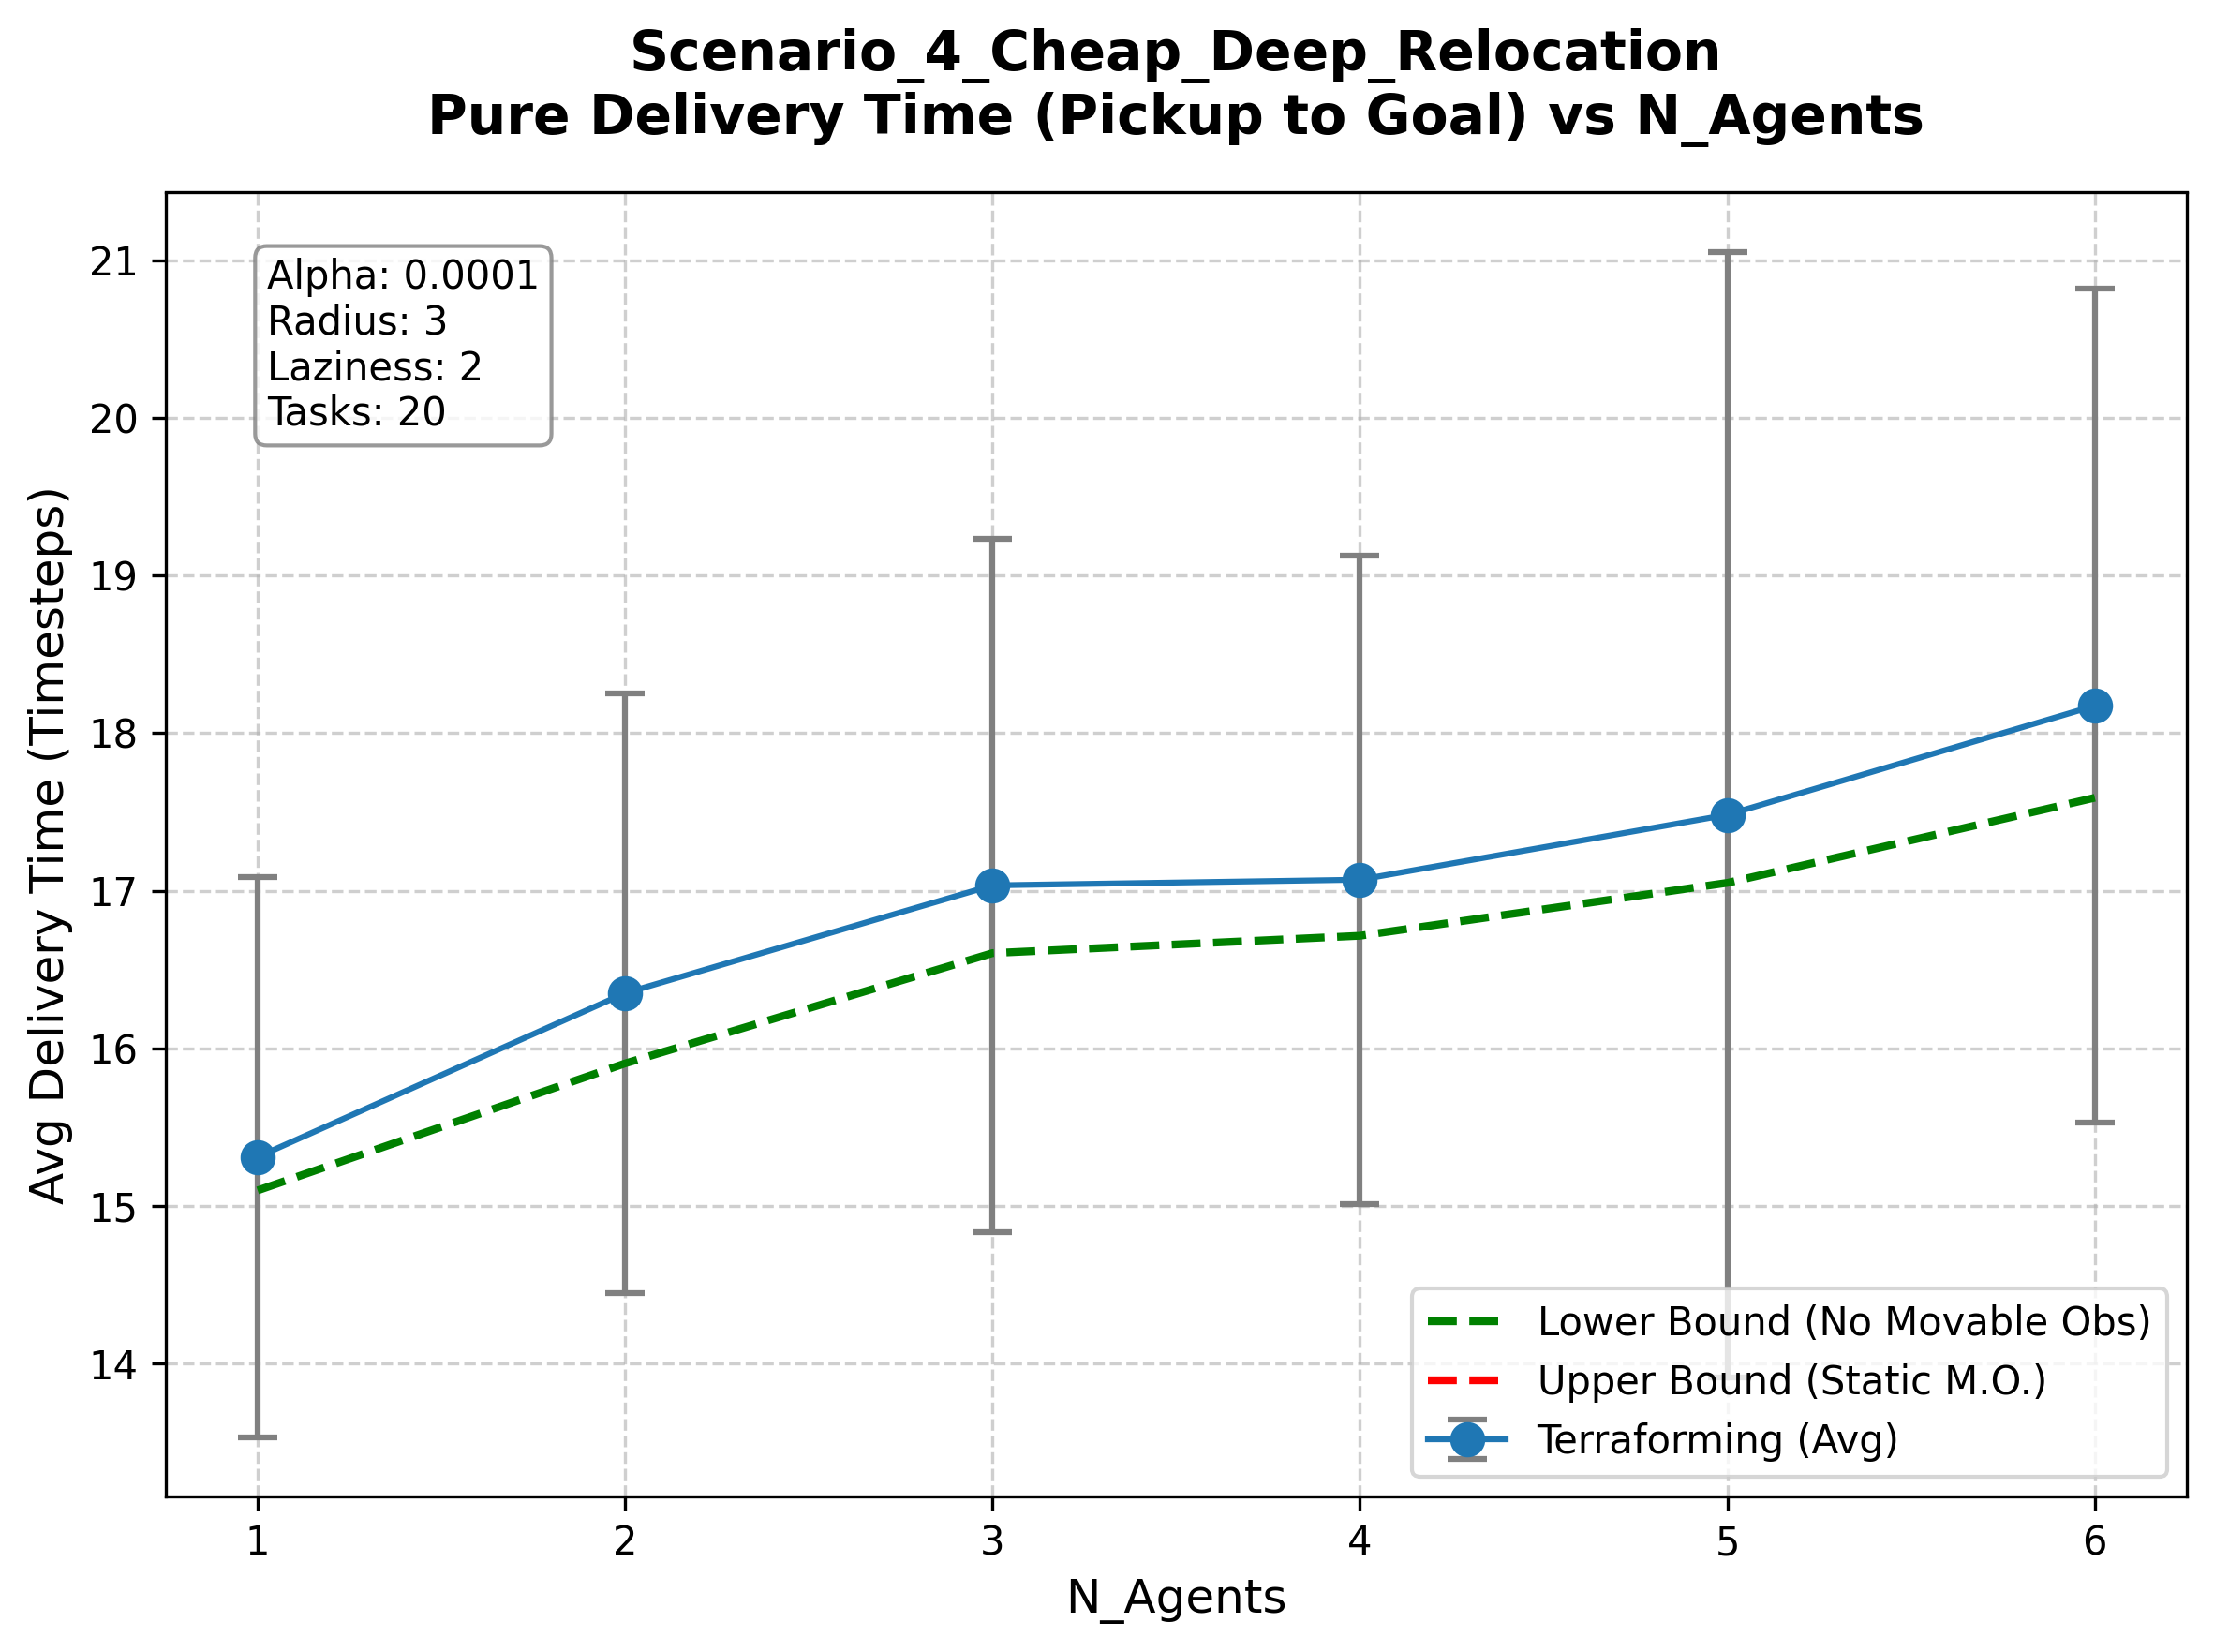 Scenario_4_Cheap_Deep_Relocation
Pure Delivery Time (Pickup to Goal) vs N_Agents
Alpha: 0.0001
Radius: 3
Laziness: 2
Tasks: 20
Avg Delivery Time (Timesteps)
21
20
19
18
17
16
15
14
Lower Bound (No Movable Obs)
Upper Bound (Static M.O.)
Terraforming (Avg)
1 2 3 4 5 6
N_Agents